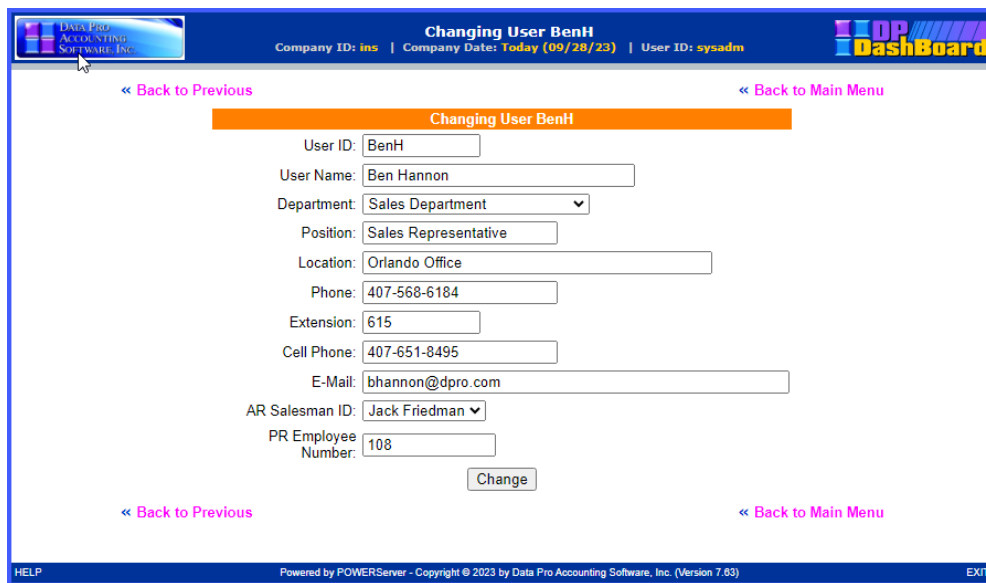 DATA PRO
ACCOUNTING
SOFTWARE, INC.
Changing User BenH
Company ID: ins | Company Date: Today (09/28/23) | User ID: sysadm
DP
DashBoard
« Back to Previous
« Back to Main Menu
Changing User BenH
User ID: BenH
User Name: Ben Hannon
Department: Sales Department
Position: Sales Representative
Location: Orlando Office
Phone: 407-568-6184
Extension: 615
Cell Phone: 407-651-8495
E-Mail: bhannon@dpro.com
AR Salesman ID: Jack Friedman
PR Employee
Number: 108
Change
« Back to Previous
« Back to Main Menu
HELP
Powered by POWERServer - Copyright © 2023 by Data Pro Accounting Software, Inc. (Version 7.63)
EXIT